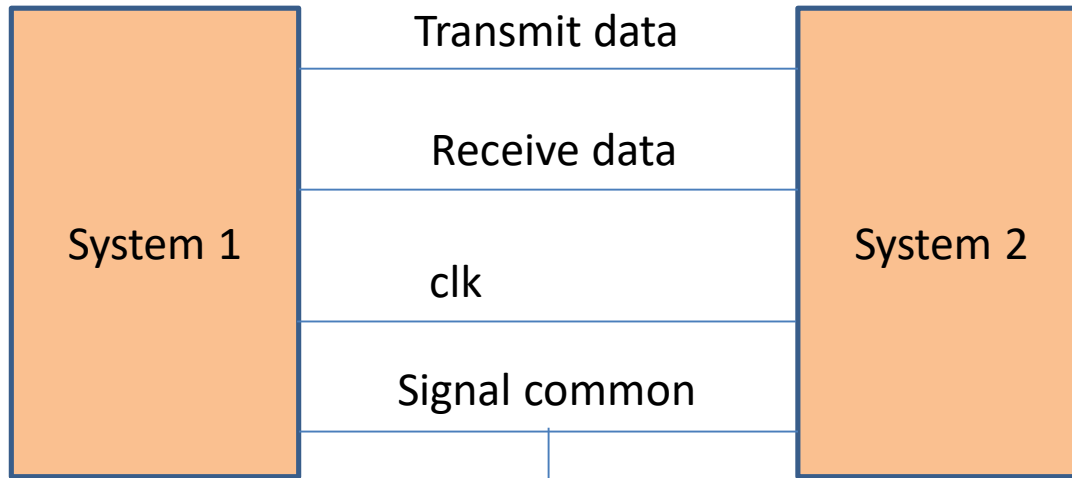 Transmit data
Receive data
System 1
System 2
clk
Signal common